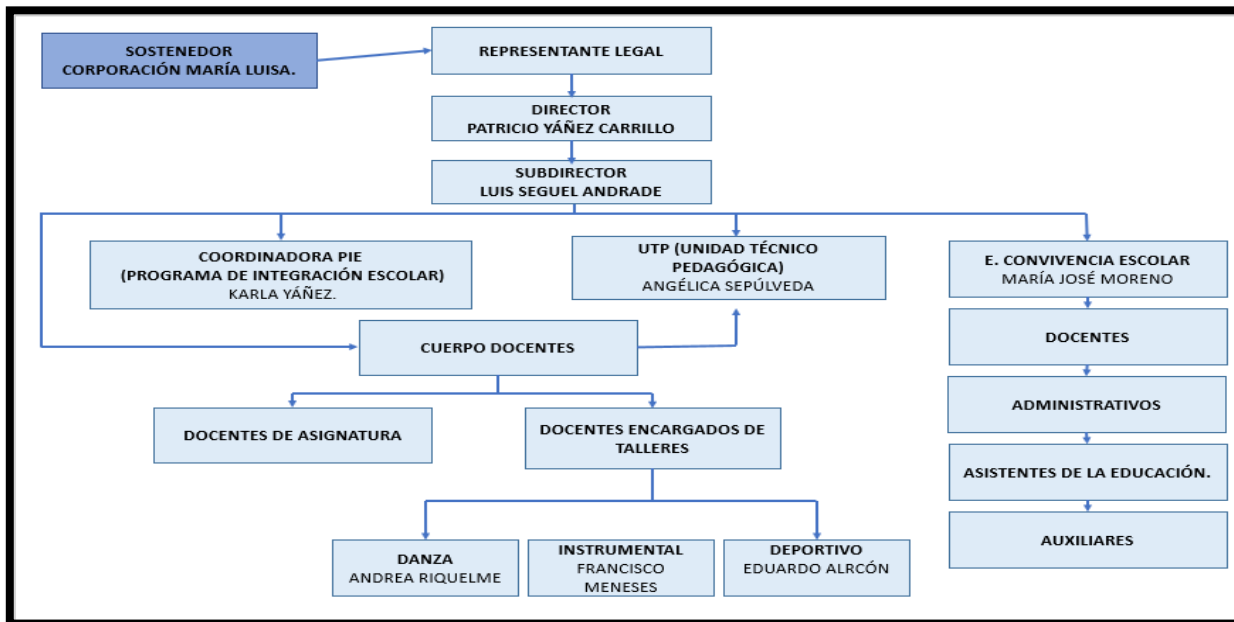 SOSTENEDOR
CORPORACIÓN MARÍA LUISA.
REPRESENTANTE LEGAL
DIRECTOR
PATRICIO YÁÑEZ CARRILLO
SUBDIRECTOR
LUIS SEGUEL ANDRADE
COORDINADORA PIE
(PROGRAMA DE INTEGRACIÓN ESCOLAR)
KARLA YÁÑEZ.
UTP (UNIDAD TÉCNICO
PEDAGÓGICA)
ANGÉLICA SEPÚLVEDA
E. CONVIVENCIA ESCOLAR
MARÍA JOSÉ MORENO
CUERPO DOCENTES
DOCENTES
ADMINISTRATIVOS
DOCENTES DE ASIGNATURA
DOCENTES ENCARGADOS DE
TALLERES
ASISTENTES DE LA EDUCACIÓN.
AUXILIARES
DANZA
ANDREA RIQUELME
INSTRUMENTAL
FRANCISCO
MENESES
DEPORTIVO
EDUARDO ALRCÓN